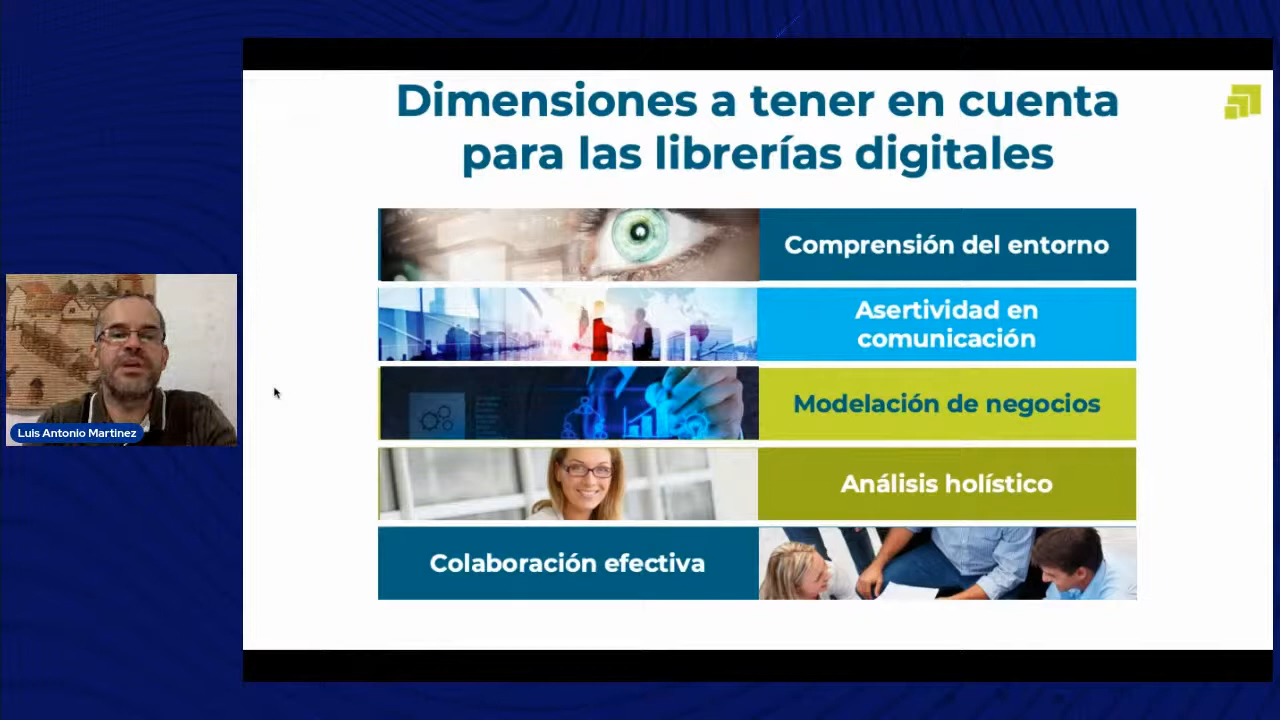 Dimensiones a tener en cuenta
para las librerías digitales
Comprensión del entorno
Asertividad en
comunicación
Modelación de negocios
Análisis holístico
Colaboración efectiva
Luis Antonio Martinez